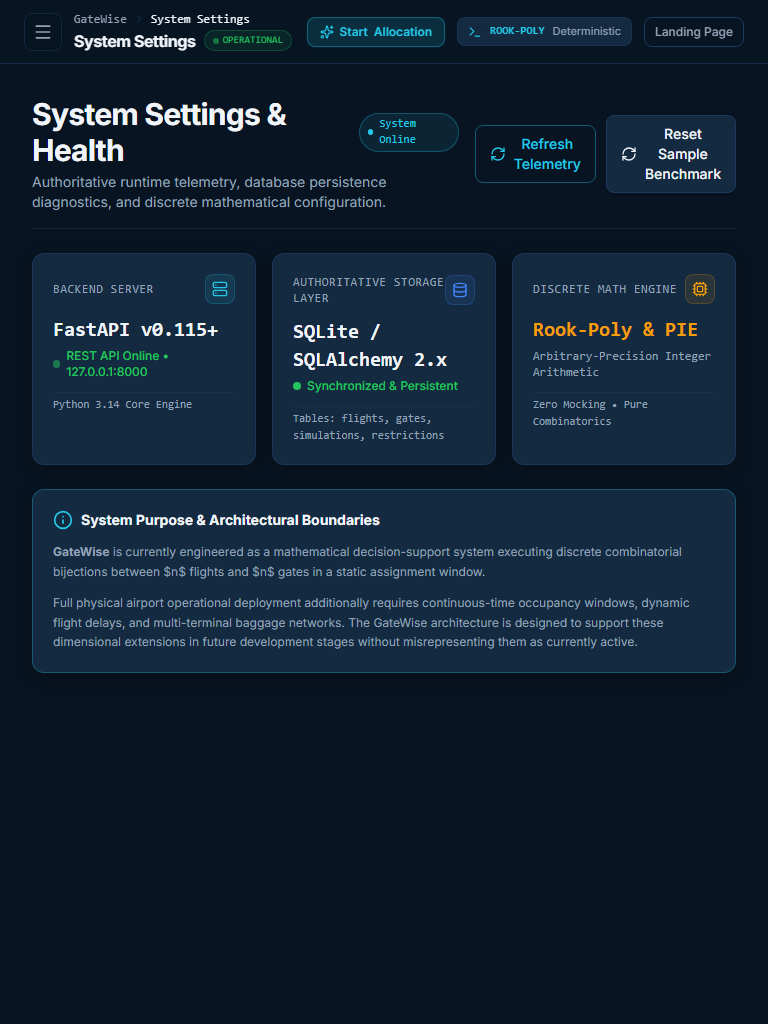 GateWise › System Settings
System Settings
OPERATIONAL
Start Allocation
ROOK-POLY Deterministic
Landing Page
System Settings &
Health
System
Online
Refresh
Telemetry
Reset
Sample
Benchmark
Authoritative runtime telemetry, database persistence
diagnostics, and discrete mathematical configuration.
BACKEND SERVER
FastAPI v0.115+
REST API Online •
127.0.0.1:8000
Python 3.14 Core Engine
AUTHORITATIVE STORAGE
LAYER
SQLite /
SQLAlchemy 2.x
Synchronized & Persistent
Tables: flights, gates,
simulations, restrictions
DISCRETE MATH ENGINE
Rook-Poly & PIE
Arbitrary-Precision Integer
Arithmetic
Zero Mocking • Pure
Combinatorics
System Purpose & Architectural Boundaries
GateWise is currently engineered as a mathematical decision-support system executing discrete combinatorial
bijections between $n$ flights and $n$ gates in a static assignment window.
Full physical airport operational deployment additionally requires continuous-time occupancy windows, dynamic
flight delays, and multi-terminal baggage networks. The GateWise architecture is designed to support these
dimensional extensions in future development stages without misrepresenting them as currently active.